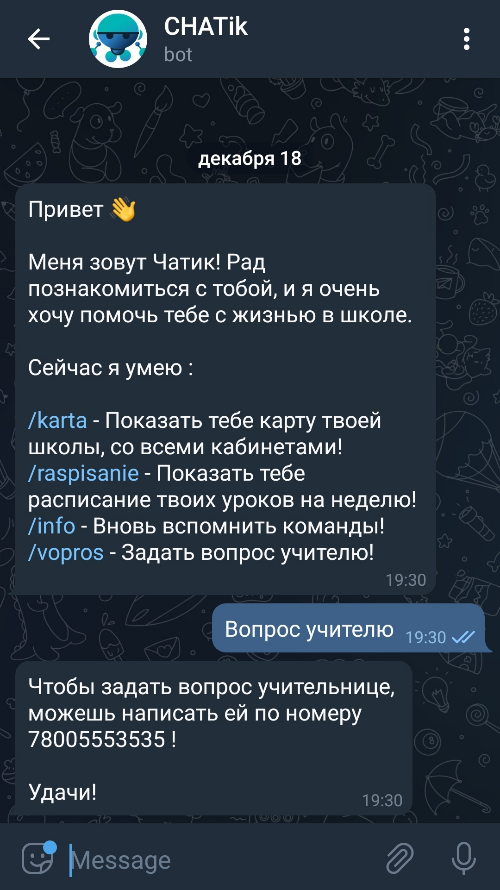 CHATik
bot
декабря 18
Привет 👋
Меня зовут Чатик! Рад
познакомиться с тобой, и я очень
хочу помочь тебе с жизнью в школе.
Сейчас я умею :
/karta - Показать тебе карту твоей
школы, со всеми кабинетами!
/raspisanie - Показать тебе
расписание твоих уроков на неделю!
/info - Вновь вспомнить команды!
/vopros - Задать вопрос учителю!
19:30
Вопрос учителю 19:30
Чтобы задать вопрос учительнице,
можешь написать ей по номеру
78005553535 !
Удачи!
19:30
Message